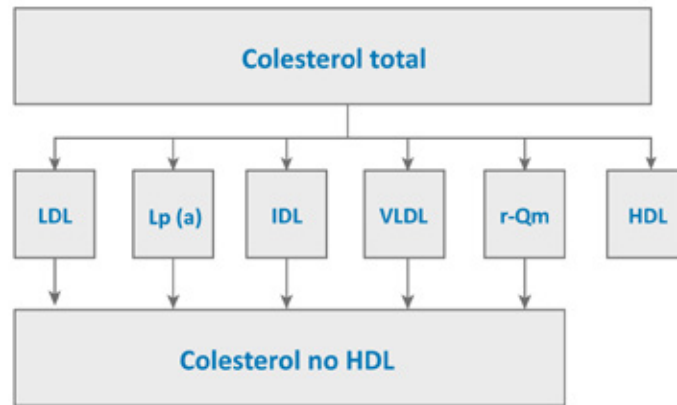 Colesterol total
LDL
Lp (a)
IDL
VLDL
r-Qm
HDL
Colesterol no HDL